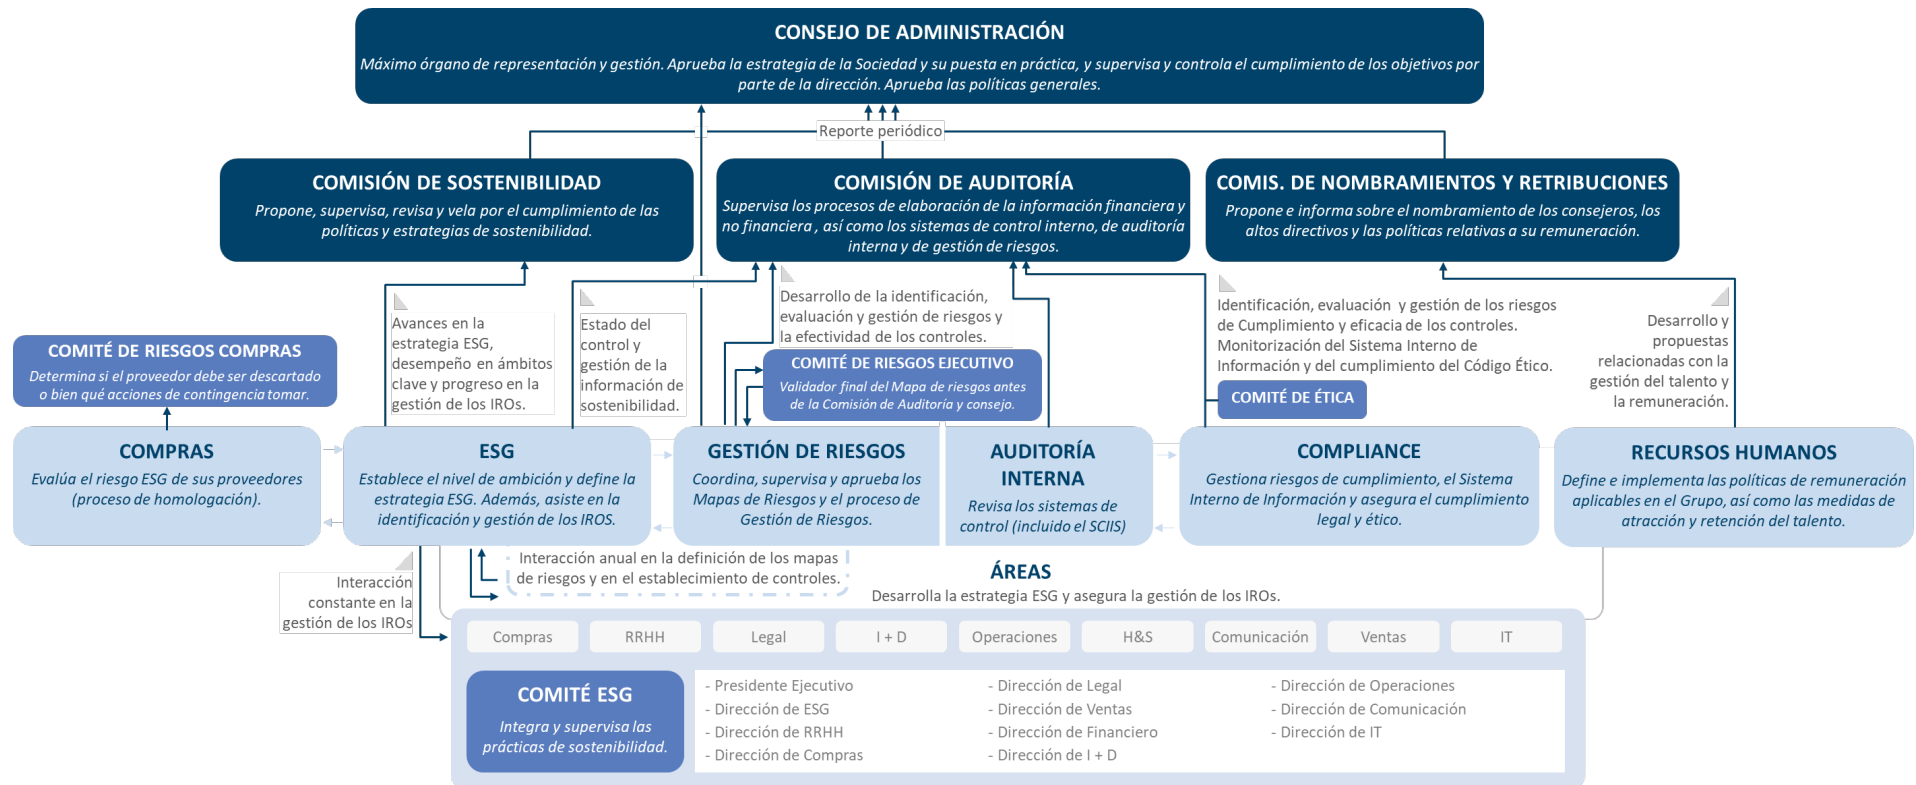 CONSEJO DE ADMINISTRACIÓN
Máximo órgano de representación y gestión. Aprueba la estrategia de la Sociedad y su puesta en práctica, y supervisa y controla el cumplimiento de los objetivos por
parte de la dirección. Aprueba las políticas generales.
Reporte periódico
COMISIÓN DE SOSTENIBILIDAD
Propone, supervisa, revisa y vela por el cumplimiento de las
políticas y estrategias de sostenibilidad.
COMISIÓN DE AUDITORÍA
Supervisa los procesos de elaboración de la información financiera y
no financiera , así como los sistemas de control interno, de auditoría
interna y de gestión de riesgos.
COMIS. DE NOMBRAMIENTOS Y RETRIBUCIONES
Propone e informa sobre el nombramiento de los consejeros, los
altos directivos y las políticas relativas a su remuneración.
COMITÉ DE RIESGOS COMPRAS
Determina si el proveedor debe ser descartado
o bien qué acciones de contingencia tomar.
Avances en la
estrategia ESG,
desempeño en ámbitos
clave y progreso en la
gestión de los IROs.
Estado del
control y
gestión de la
información de
sostenibilidad.
Desarrollo de la identificación,
evaluación y gestión de riesgos y
la efectividad de los controles.
COMITÉ DE RIESGOS EJECUTIVO
Validador final del Mapa de riesgos antes
de la Comisión de Auditoría y consejo.
Identificación, evaluación y gestión de los riesgos
de Cumplimiento y eficacia de los controles.
Monitorización del Sistema Interno de
Información y del cumplimiento del Código Ético.
COMITÉ DE ÉTICA
Desarrollo y
propuestas
relacionadas con la
gestión del talento y
la remuneración.
COMPRAS
Evalúa el riesgo ESG de sus proveedores
(proceso de homologación).
ESG
Establece el nivel de ambición y define la
estrategia ESG. Además, asiste en la
identificación y gestión de los IROS.
GESTIÓN DE RIESGOS
Coordina, supervisa y aprueba los
Mapas de Riesgos y el proceso de
Gestión de Riesgos.
AUDITORÍA
INTERNA
Revisa los sistemas de
control (incluido el SCIIS)
COMPLIANCE
Gestiona riesgos de cumplimiento, el Sistema
Interno de Información y asegura el cumplimiento
legal y ético.
RECURSOS HUMANOS
Define e implementa las políticas de remuneración
aplicables en el Grupo, así como las medidas de
atracción y retención del talento.
Interacción
constante en la
gestión de los IROs
Interacción anual en la definición de los mapas
de riesgos y en el establecimiento de controles.
ÁREAS
Desarrolla la estrategia ESG y asegura la gestión de los IROs.
Compras
RRHH
Legal
I + D
Operaciones
H&S
Comunicación
Ventas
IT
COMITÉ ESG
Integra y supervisa las
prácticas de sostenibilidad.
- Presidente Ejecutivo
- Dirección de ESG
- Dirección de RRHH
- Dirección de Compras
- Dirección de Legal
- Dirección de Ventas
- Dirección de Financiero
- Dirección de I + D
- Dirección de Operaciones
- Dirección de Comunicación
- Dirección de IT